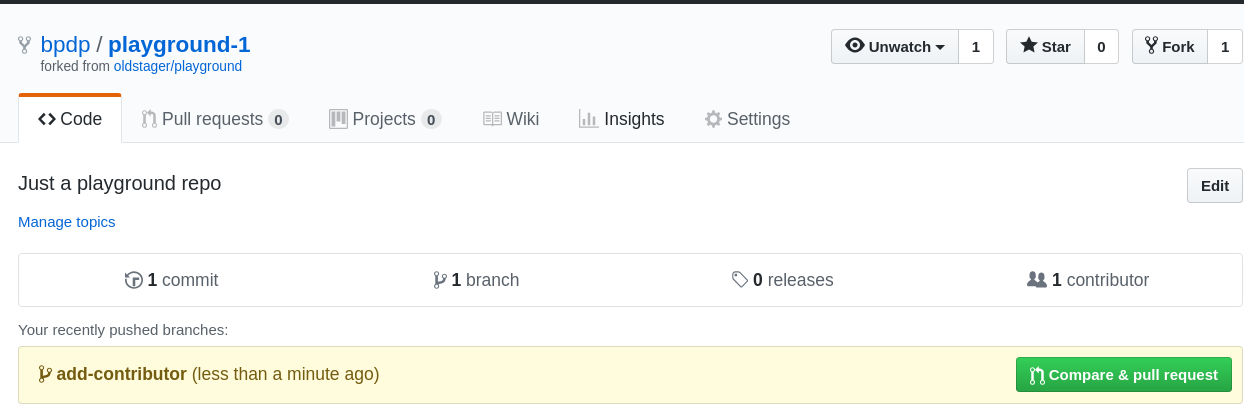 bpdp / playground-1
forked from oldstager/playground
Unwatch 1 Star 0 Fork 1
Code Pull requests 0 Projects 0 Wiki Insights Settings
Just a playground repo
Edit
Manage topics
1 commit 1 branch 0 releases 1 contributor
Your recently pushed branches:
add-contributor (less than a minute ago) Compare & pull request